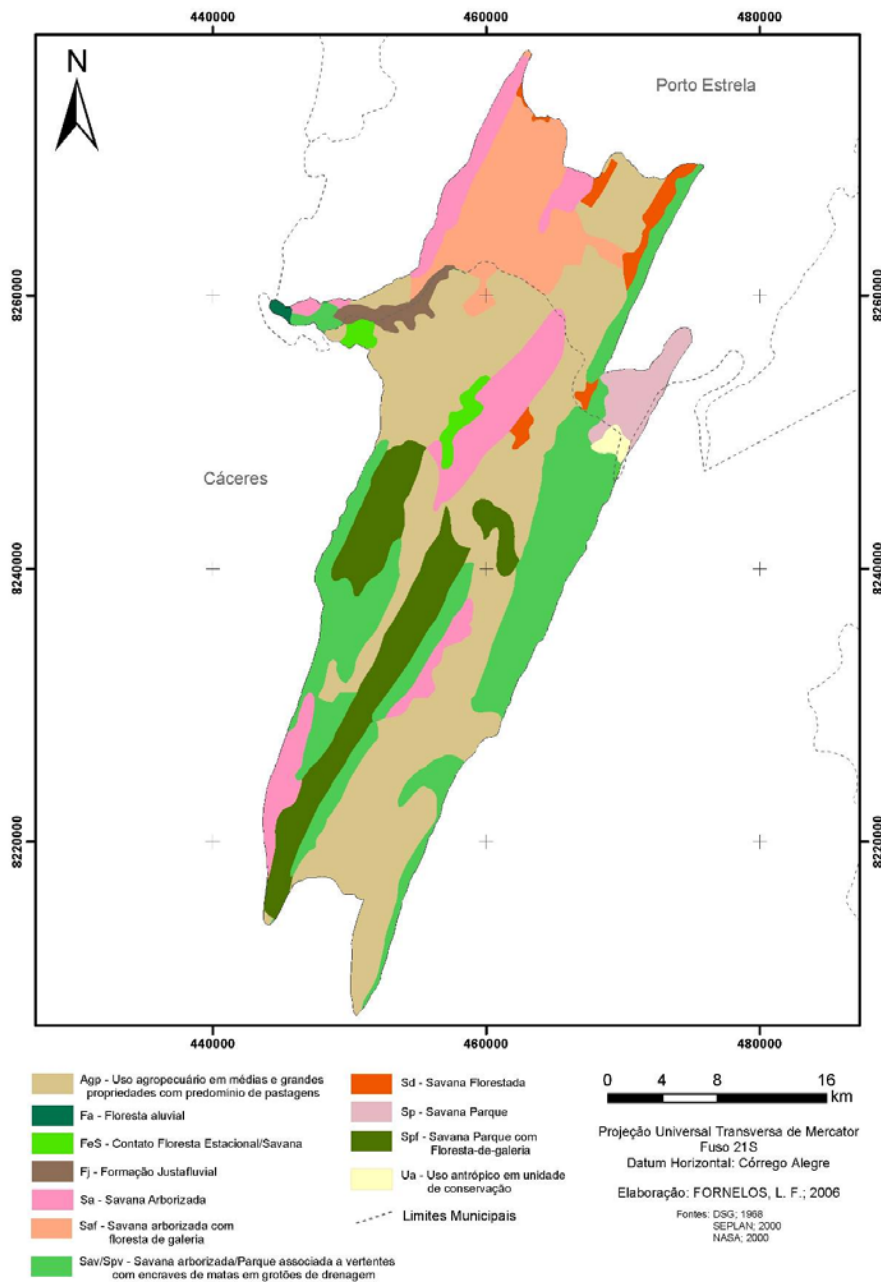 440000 460000 480000
N
Porto Estrela
8260000 8260000
Cáceres
8240000 8240000
8220000 8220000
440000 460000 480000
Agp - Uso agropecuário em médias e grandes
propriedades com predominio de pastagens
Fa - Floresta aluvial
FeS - Contato Floresta Estacional/Savana
Fj - Formação Justafluvial
Sa - Savana Arborizada
Saf - Savana arborizada com
floresta de galeria
Sav/Spv - Savana arborizada/Parque associada a vertentes
com encraves de matas em grotões de drenagem
Sd - Savana Florestada
Sp - Savana Parque
Spf - Savana Parque com
Floresta-de-galeria
Ua - Uso antrópico em unidade
de conservação
Limites Municipais
0 4 8 16
km
Projeção Universal Transversa de Mercator
Fuso 21S
Datum Horizontal: Córrego Alegre
Elaboração: FORNELOS, L. F.; 2006
Fontes: DSG; 1968
SEPLAN; 2000
NASA; 2000